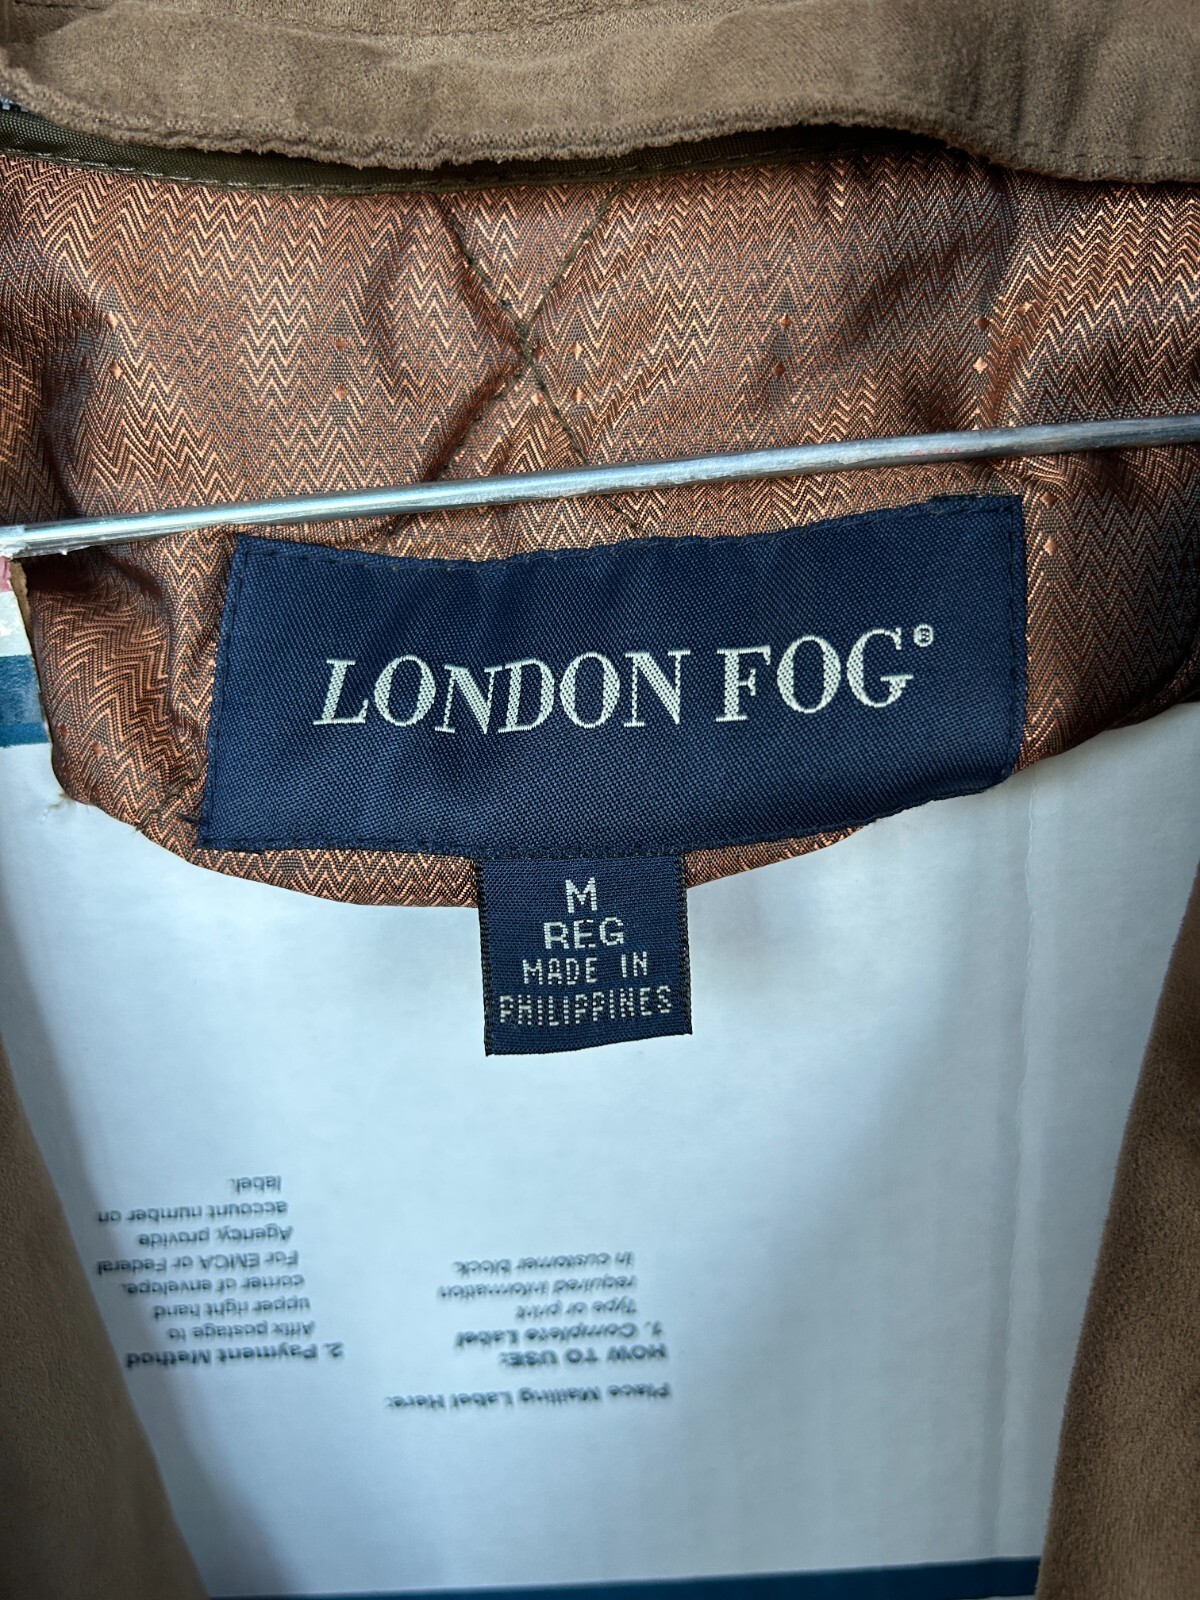 LONDON FOG®
M
REG
MADE IN
PHILIPPINES
Place Mailing Label Here:
HOW TO USE:
1. Complete Label
Type or print
required information
in customer block.
2. Payment Method
Affix postage to
upper right hand
corner of envelope.
For EMCA or Federal
Agency, provide
account number on
label.